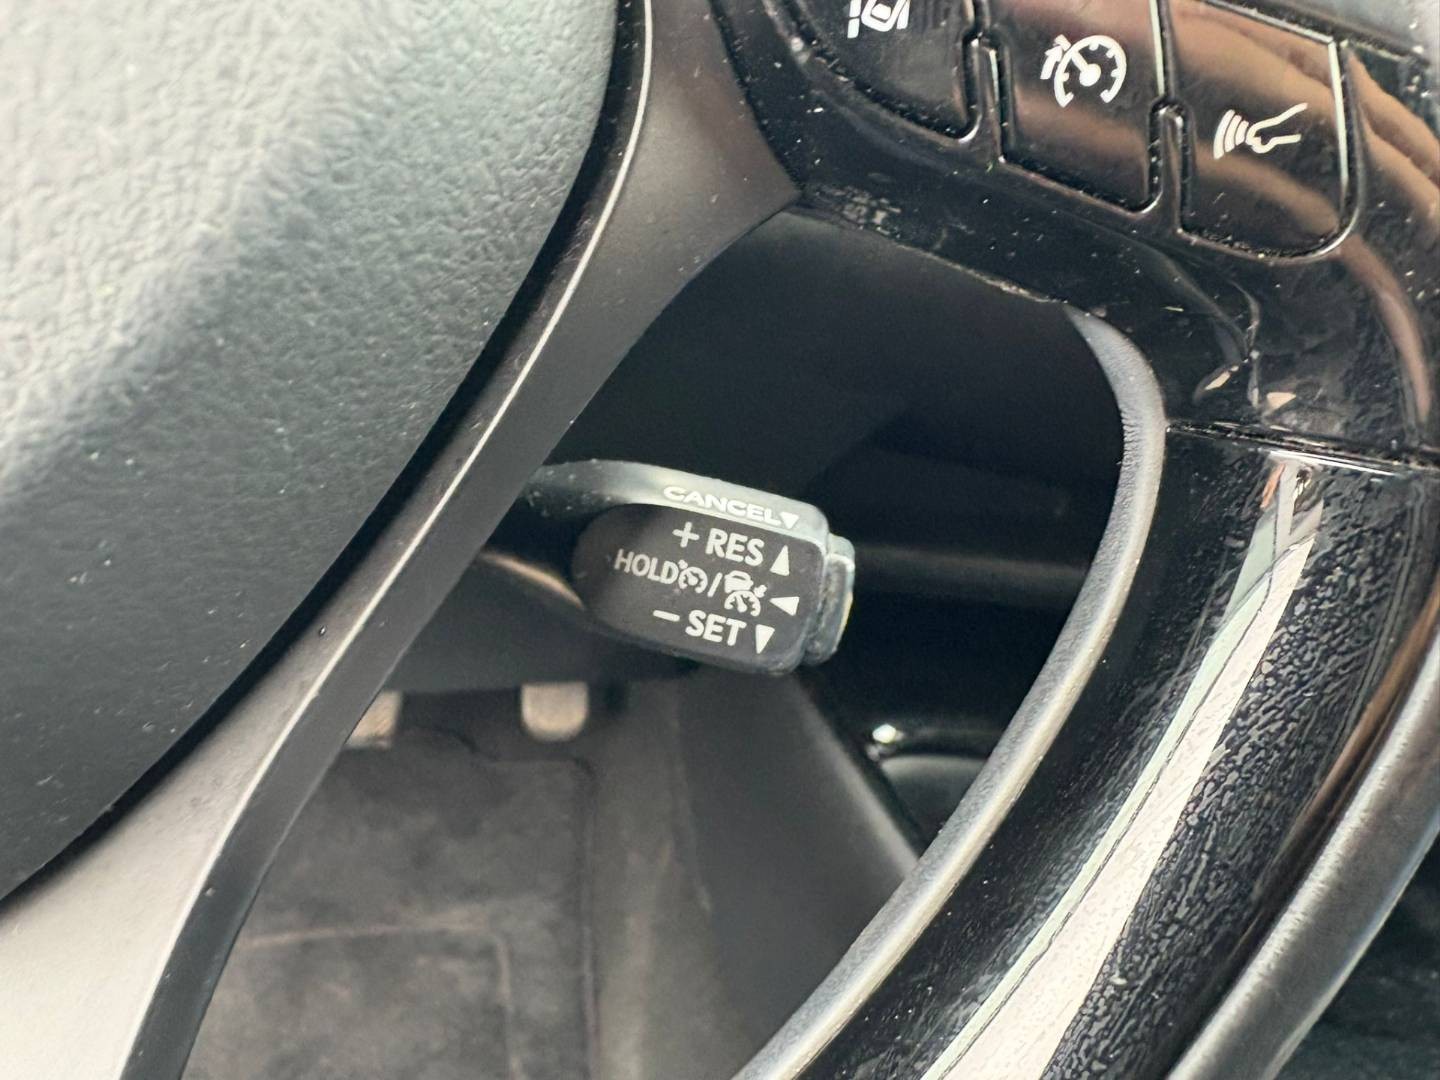 CANCEL▼
+ RES ▲
HOLD / ◀
− SET ▼